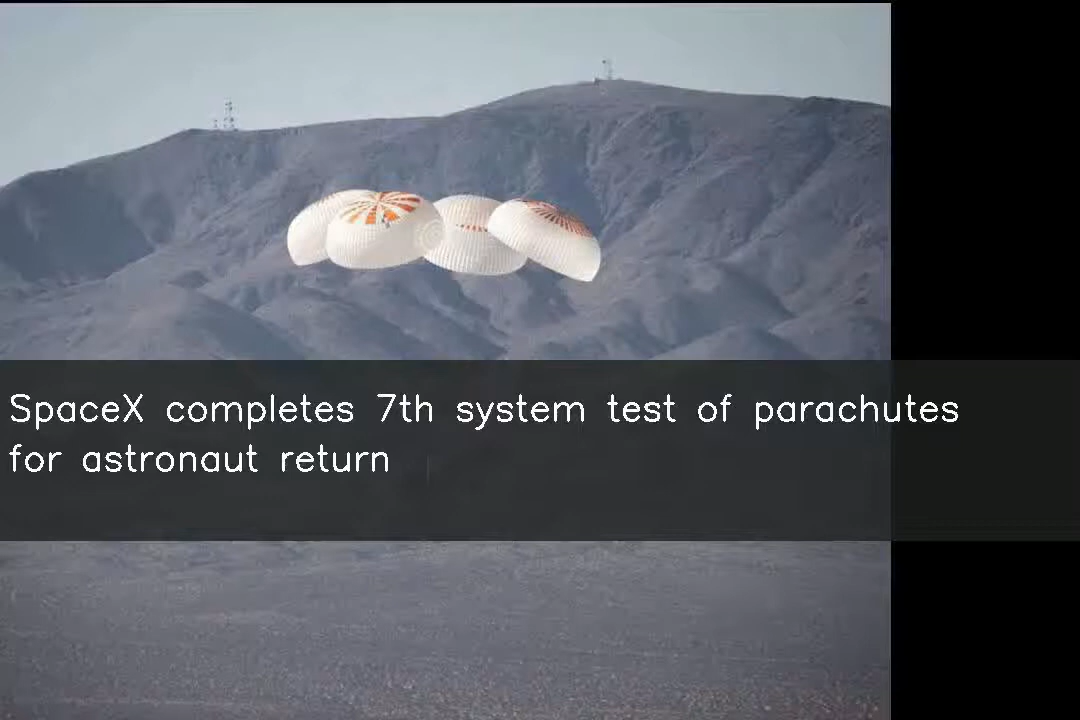 SpaceX completes 7th system test of parachutes
for astronaut return